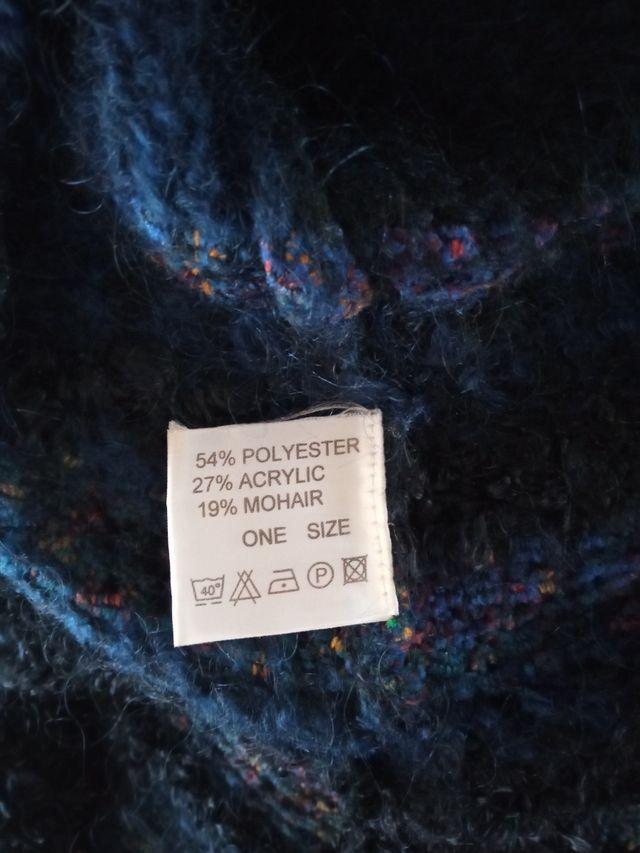 54% POLYESTER
27% ACRYLIC
19% MOHAIR
ONE SIZE
40° P